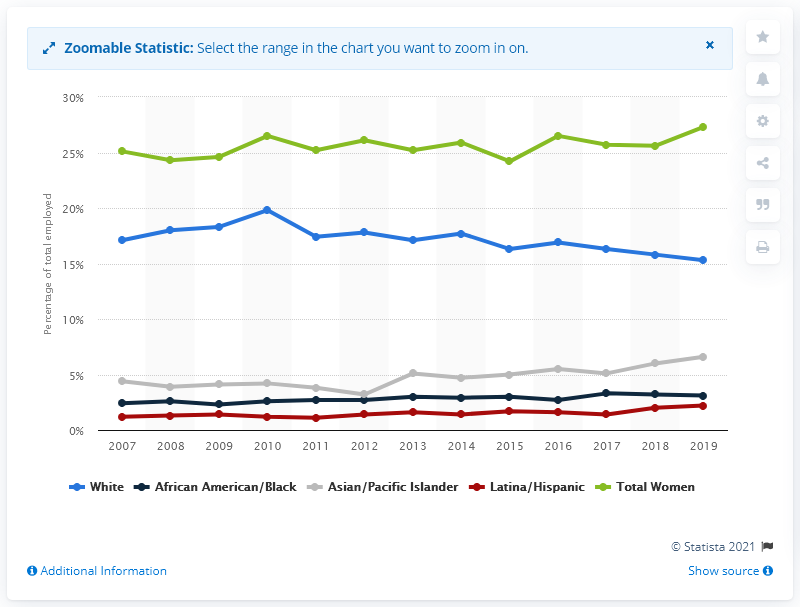 Zoomable Statistic: Select the range in the chart you want to zoom in on.
×
30%
25%
20%
15%
10%
5%
0%
Percentage of total employed
2007 2008 2009 2010 2011 2012 2013 2014 2015 2016 2017 2018 2019
White African American/Black Asian/Pacific Islander Latina/Hispanic Total Women
© Statista 2021
Additional Information Show source